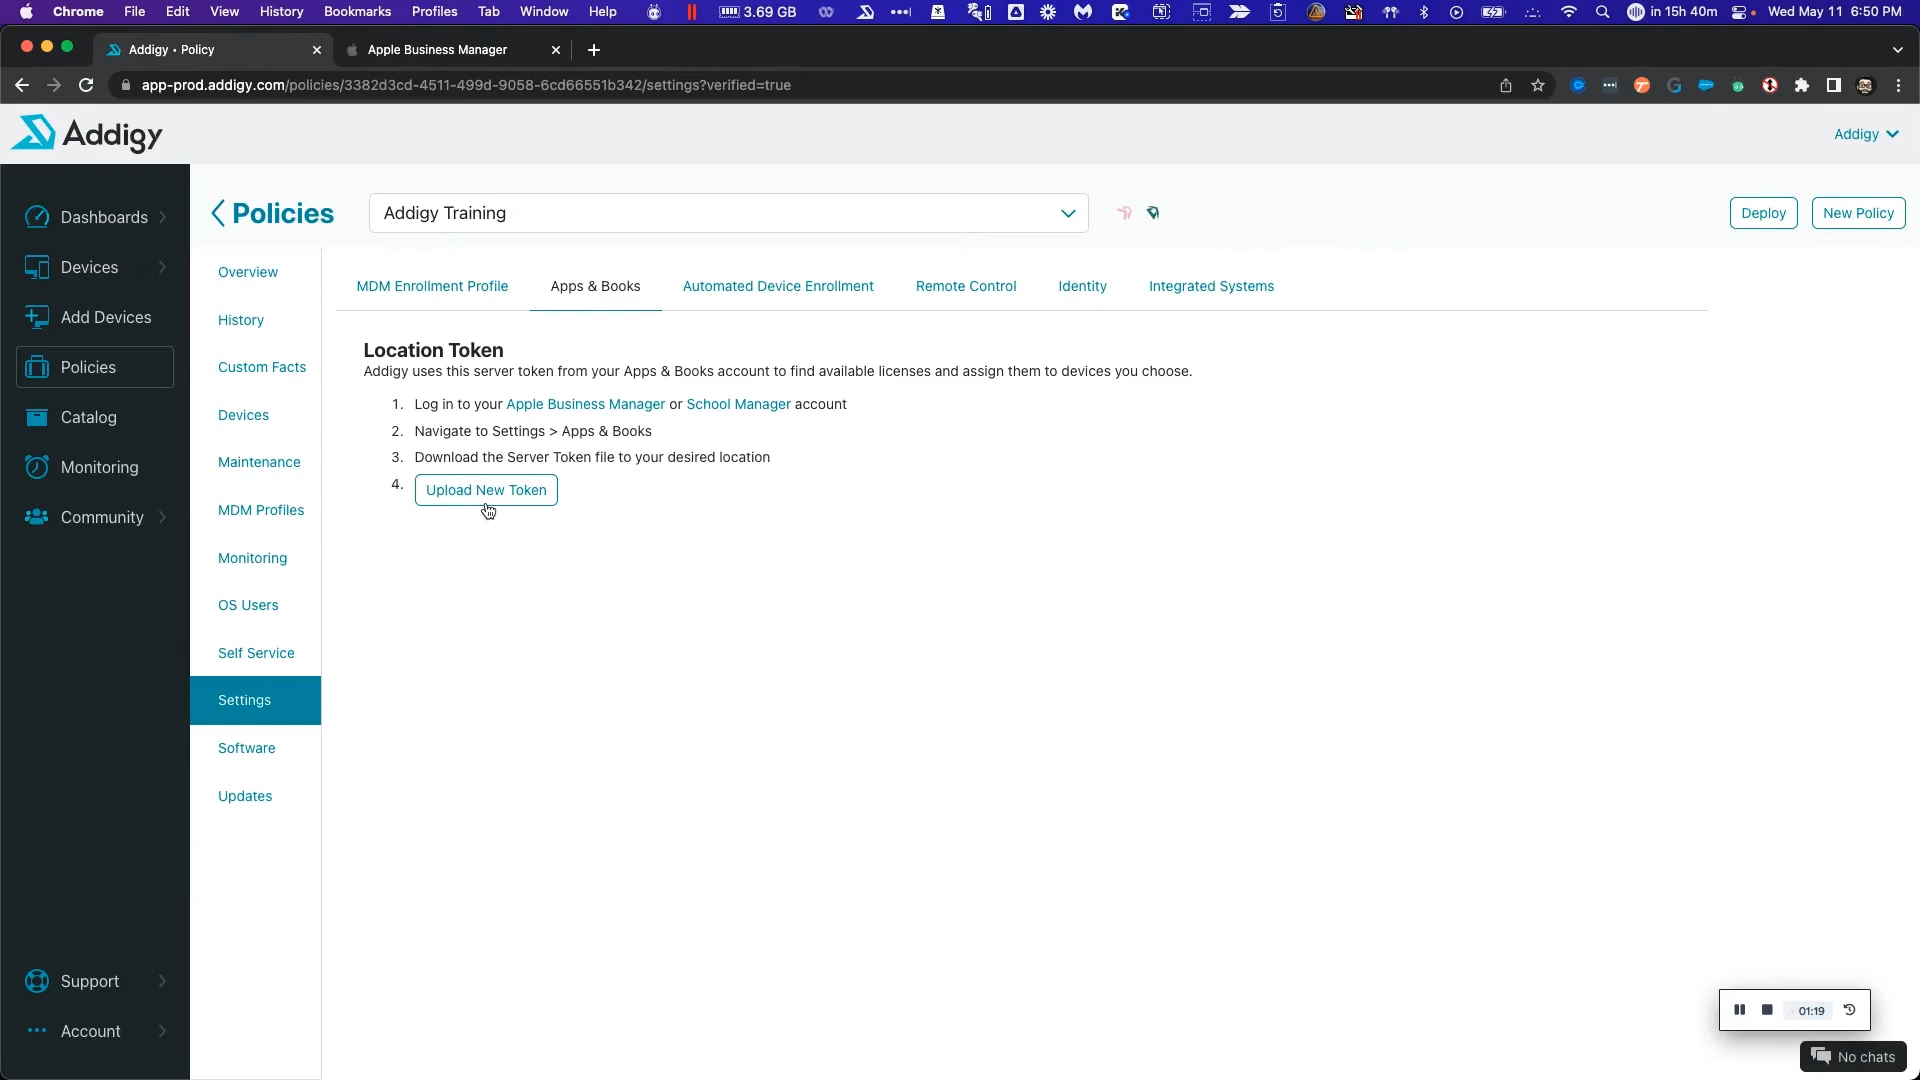 Chrome File Edit View History Bookmarks Profiles Tab Window Help 3.69 GB in 15h 40m Wed May 11 6:50 PM
Addigy • Policy Apple Business Manager
app-prod.addigy.com/policies/3382d3cd-4511-499d-9058-6cd66551b342/settings?verified=true
Addigy Addigy
Policies Addigy Training Deploy New Policy
Dashboards
Devices
Add Devices
Policies
Catalog
Monitoring
Community
Support
Account
Overview
History
Custom Facts
Devices
Maintenance
MDM Profiles
Monitoring
OS Users
Self Service
Settings
Software
Updates
MDM Enrollment Profile Apps & Books Automated Device Enrollment Remote Control Identity Integrated Systems
Location Token
Addigy uses this server token from your Apps & Books account to find available licenses and assign them to devices you choose.
1. Log in to your Apple Business Manager or School Manager account
2. Navigate to Settings > Apps & Books
3. Download the Server Token file to your desired location
4. Upload New Token
01:19
No chats